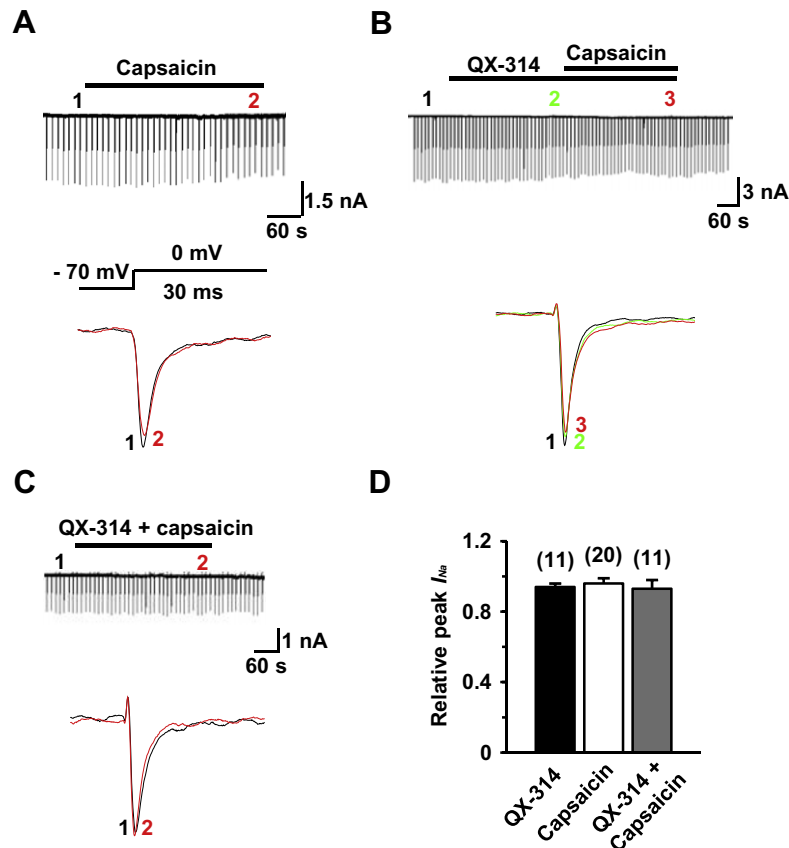 A
Capsaicin
1 2
1.5 nA
60 s
0 mV
- 70 mV
30 ms
1 2
B
Capsaicin
QX-314
1 2 3
3 nA
60 s
3
1 2
C
QX-314 + capsaicin
1 2
1 nA
60 s
1 2
D
Relative peak INa
1.2
0.8
0.4
0
(11) (20) (11)
QX-314
Capsaicin
QX-314 +
Capsaicin